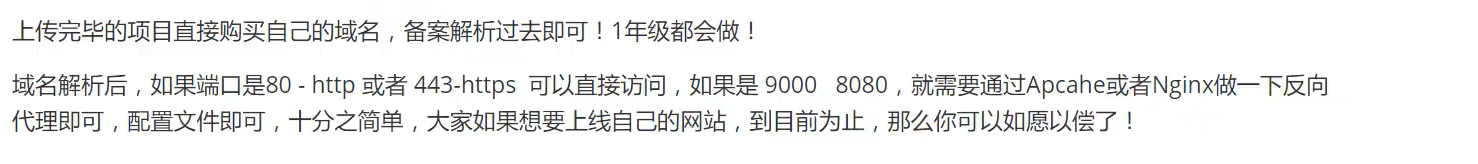 上传完毕的项目直接购买自己的域名，备案解析过去即可！1年级都会做！
域名解析后，如果端口是80 - http 或者 443-https 可以直接访问，如果是 9000 8080，就需要通过Apcahe或者Nginx做一下反向
代理即可，配置文件即可，十分之简单，大家如果想要上线自己的网站，到目前为止，那么你可以如愿以偿了！